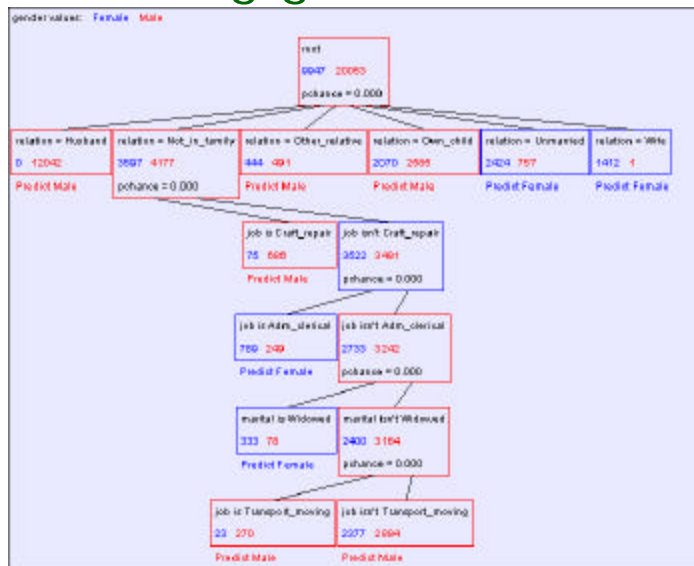 gender values: Female Male
root
9947 20053
pchance = 0.000
relation = Husband relation = Not_in_family relation = Other_relative relation = Own_child relation = Unmarried relation = Wife
0 12042 3597 4177 444 491 2070 2585 2424 757 1412 1
Predict Male pchance = 0.000 Predict Male Predict Male Predict Female Predict Female
job is Craft_repair job isn't Craft_repair
75 686 3522 3491
Predict Male pchance = 0.000
job is Adm_clerical job isn't Adm_clerical
789 249 2733 3242
Predict Female pchance = 0.000
marital is Widowed marital isn't Widowed
333 78 2400 3164
Predict Female pchance = 0.000
job is Transport_moving job isn't Transport_moving
23 270 2377 2894
Predict Male Predict Male